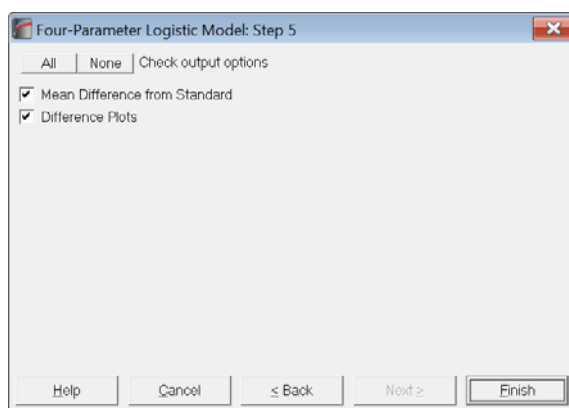 Four-Parameter Logistic Model: Step 5
All None Check output options
Mean Difference from Standard
Difference Plots
Help Cancel < Back Next > Finish